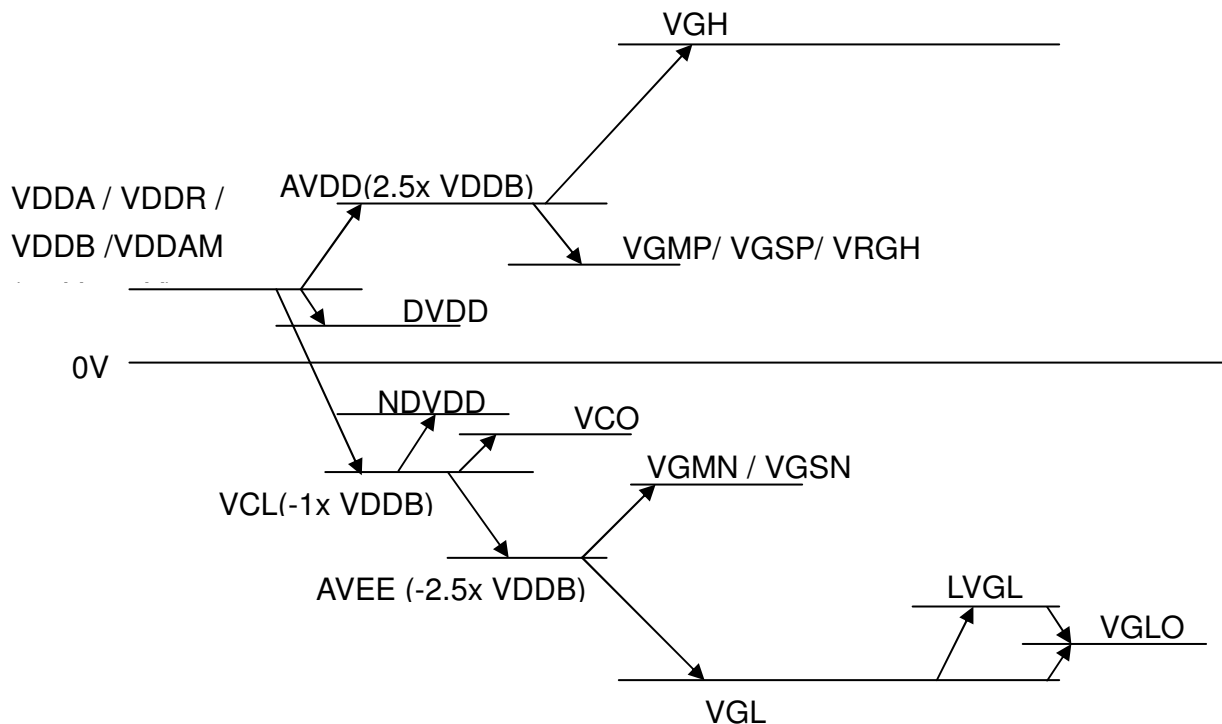 VGH
AVDD(2.5x VDDB)
VDDA / VDDR /
VDDB /VDDAM
VGMP/ VGSP/ VRGH
DVDD
0V
NDVDD
VCO
VGMN / VGSN
VCL(-1x VDDB)
AVEE (-2.5x VDDB)
LVGL
VGLO
VGL